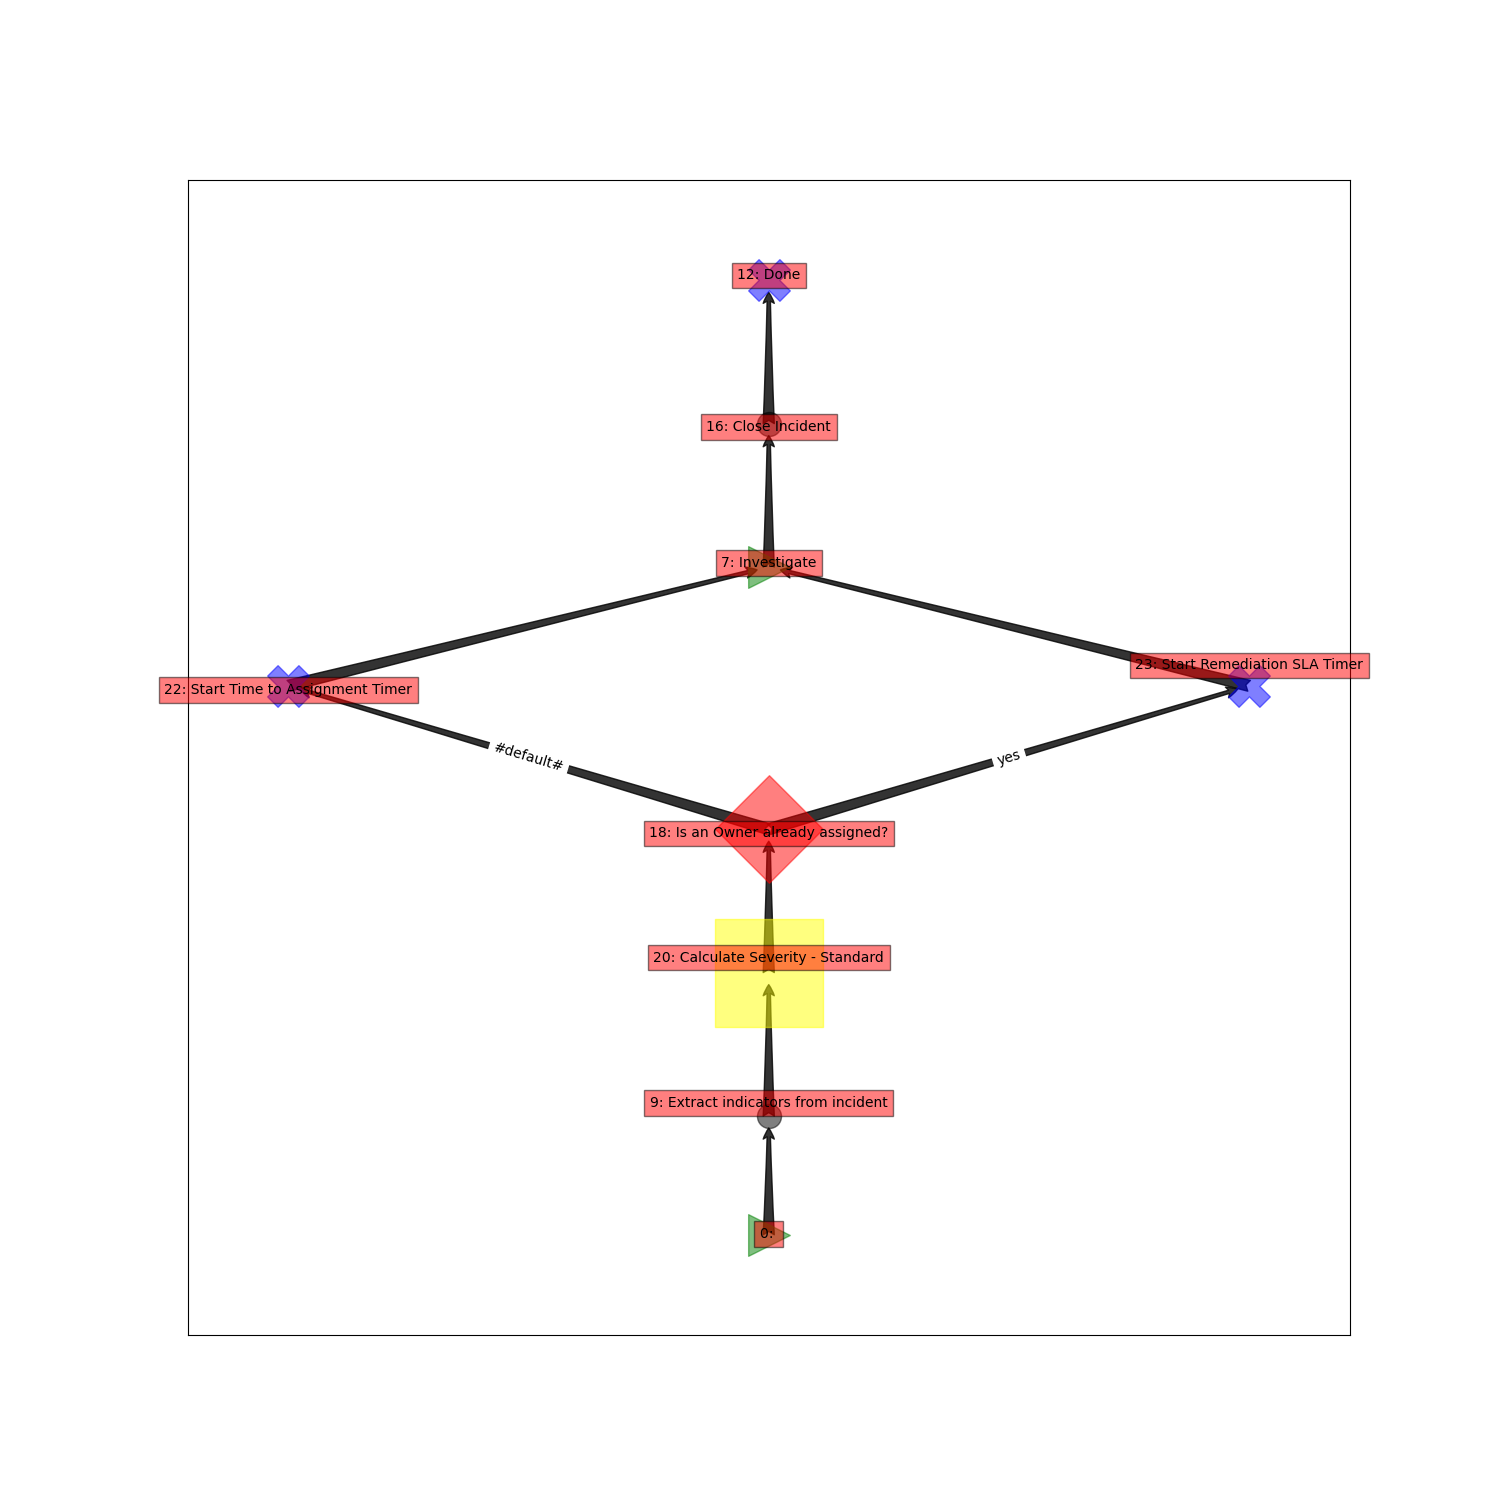 12: Done
16: Close Incident
7: Investigate
23: Start Remediation SLA Timer
22: Start Time to Assignment Timer
#default#
yes
18: Is an Owner already assigned?
20: Calculate Severity - Standard
9: Extract indicators from incident
0: